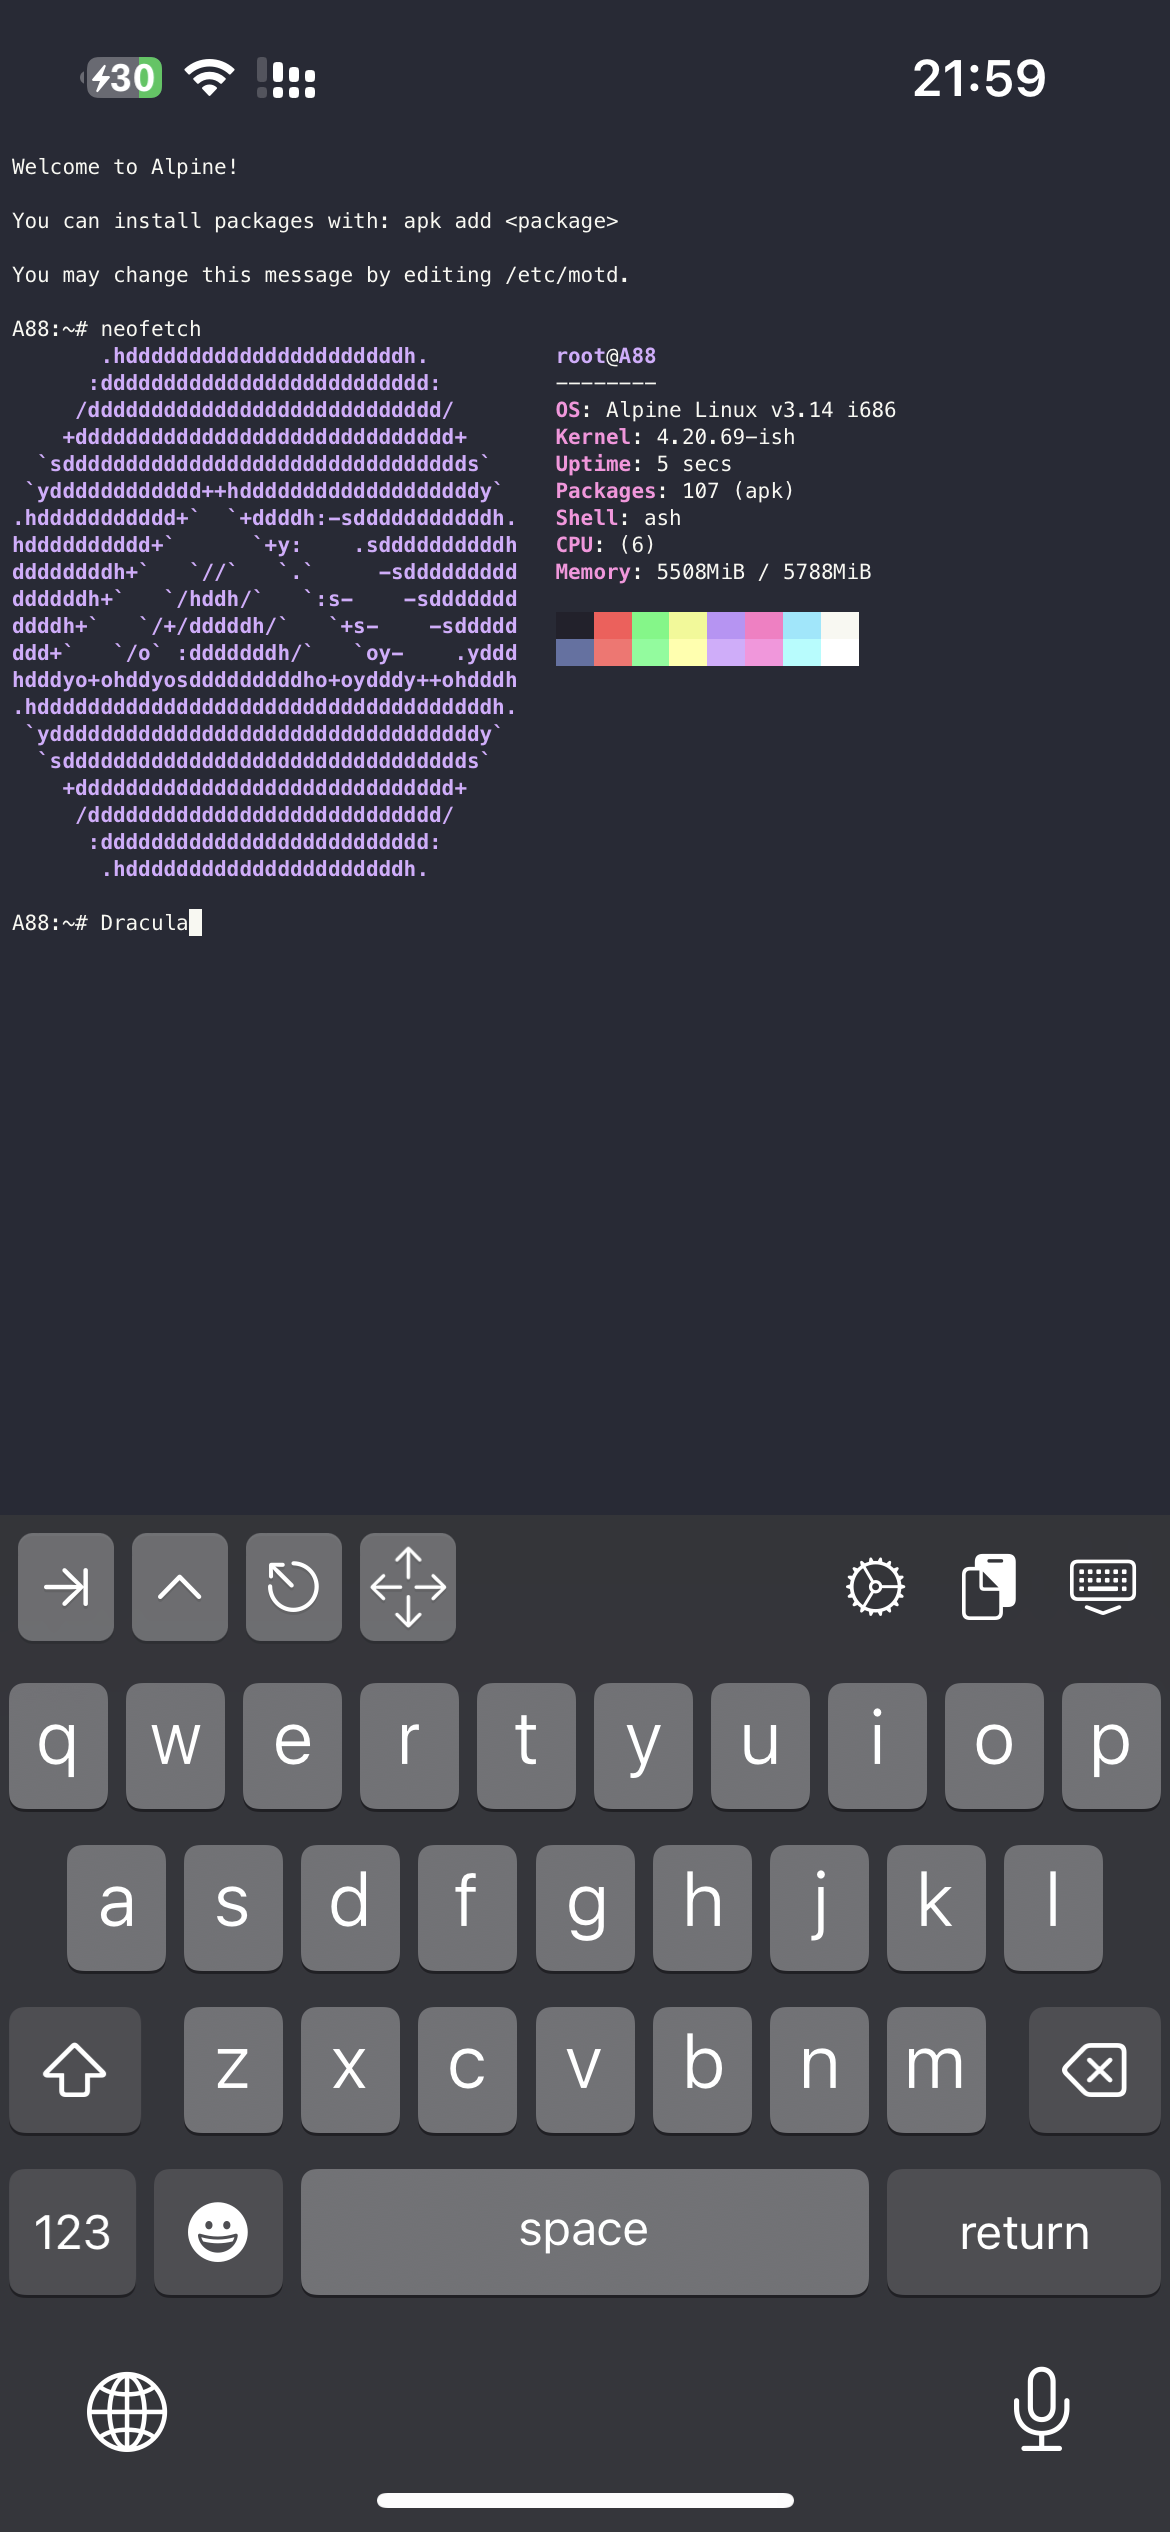 30
21:59
Welcome to Alpine!
You can install packages with: apk add <package>
You may change this message by editing /etc/motd.
A88:~# neofetch
.hddddddddddddddddddddddh.
:dddddddddddddddddddddddddd:
/dddddddddddddddddddddddddddd/
+dddddddddddddddddddddddddddddd+
`sdddddddddddddddddddddddddddddddds`
`ydddddddddddd++hdddddddddddddddddddy`
.hdddddddddddd+`  `+ddddh:-sdddddddddddh.
hdddddddddd+`      `+y:    .sddddddddddh
ddddddddh+`   `//`   `.`     -sddddddddd
ddddddh+`   `/hddh/`   `:s-    -sddddddd
ddddh+`   `/+/dddddh/`   `+s-    -sddddd
ddd+`   `/o` :dddddddh/`   `oy-    .yddd
hdddyo+ohddyosdddddddddho+oydddy++ohdddh
.hddddddddddddddddddddddddddddddddddddh.
`yddddddddddddddddddddddddddddddddddy`
`sdddddddddddddddddddddddddddddddds`
+dddddddddddddddddddddddddddddd+
/dddddddddddddddddddddddddddd/
:dddddddddddddddddddddddddd:
.hddddddddddddddddddddddh.
root@A88
--------
OS: Alpine Linux v3.14 i686
Kernel: 4.20.69-ish
Uptime: 5 secs
Packages: 107 (apk)
Shell: ash
CPU: (6)
Memory: 5508MiB / 5788MiB
A88:~# Dracula
q w e r t y u i o p
a s d f g h j k l
z x c v b n m
123 space return